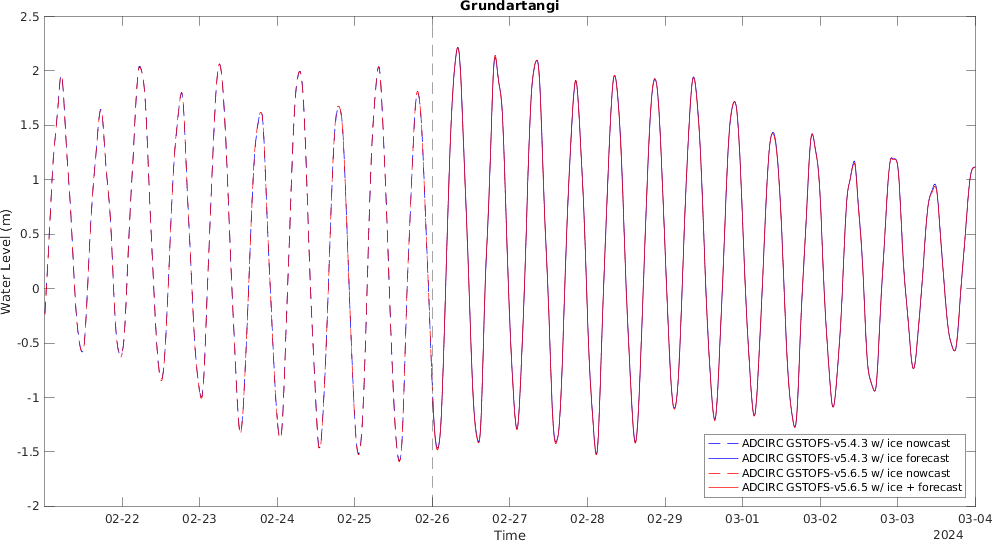 Grundartangi
2.5
2
1.5
1
0.5
0
-0.5
-1
-1.5
-2
Water Level (m)
ADCIRC GSTOFS-v5.4.3 w/ ice nowcast
ADCIRC GSTOFS-v5.4.3 w/ ice forecast
ADCIRC GSTOFS-v5.6.5 w/ ice nowcast
ADCIRC GSTOFS-v5.6.5 w/ ice + forecast
02-22 02-23 02-24 02-25 02-26 02-27 02-28 02-29 03-01 03-02 03-03 03-04
Time
2024